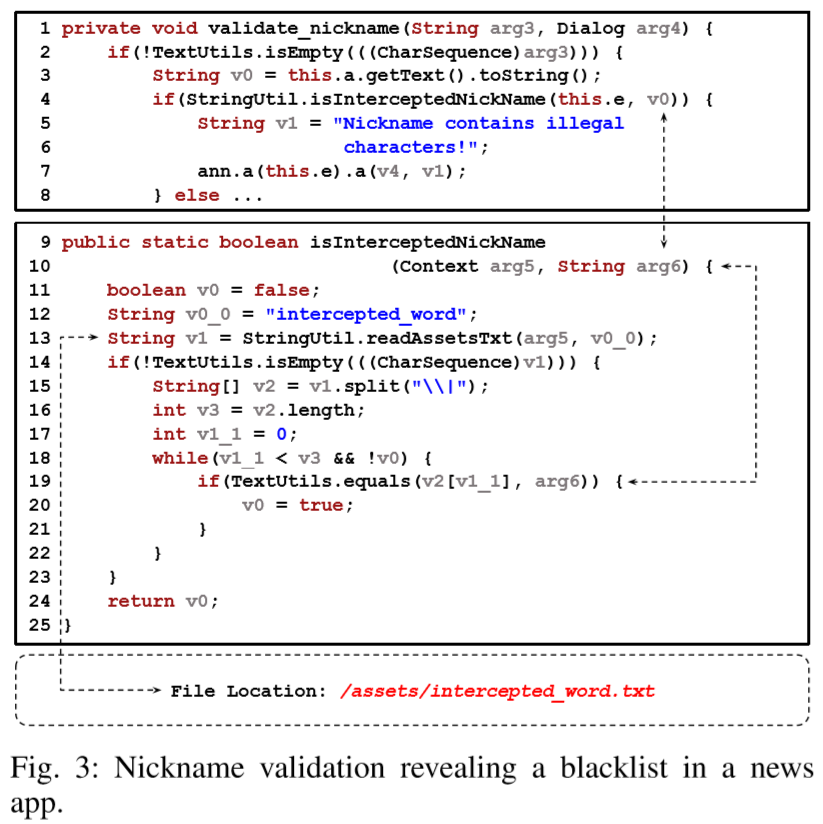 1 private void validate_nickname(String arg3, Dialog arg4) {
2     if(!TextUtils.isEmpty(((CharSequence)arg3))) {
3         String v0 = this.a.getText().toString();
4         if(StringUtil.isInterceptedNickName(this.e, v0)) {
5             String v1 = "Nickname contains illegal
6                          characters!";
7             ann.a(this.e).a(v4, v1);
8         } else ...
9 public static boolean isInterceptedNickName
10                              (Context arg5, String arg6) {
11     boolean v0 = false;
12     String v0_0 = "intercepted_word";
13     String v1 = StringUtil.readAssetsTxt(arg5, v0_0);
14     if(!TextUtils.isEmpty(((CharSequence)v1))) {
15         String[] v2 = v1.split("\\|");
16         int v3 = v2.length;
17         int v1_1 = 0;
18         while(v1_1 < v3 && !v0) {
19             if(TextUtils.equals(v2[v1_1], arg6)) {
20                 v0 = true;
21             }
22         }
23     }
24     return v0;
25 }
File Location: /assets/intercepted_word.txt
Fig. 3: Nickname validation revealing a blacklist in a news
app.